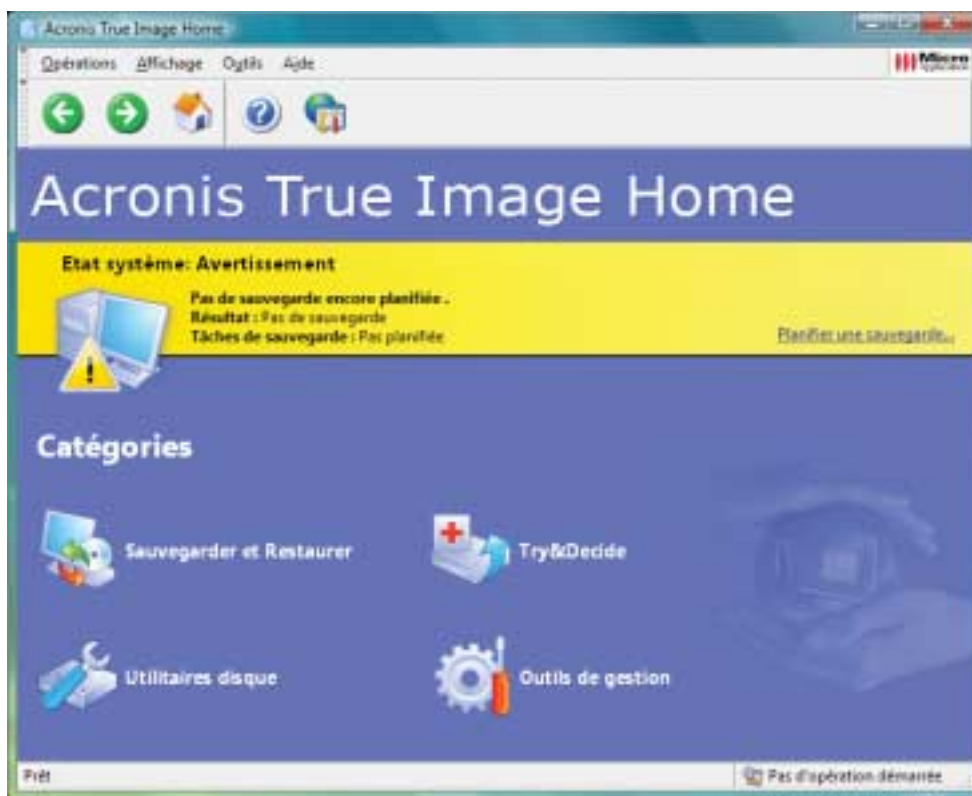 Acronis True Image Home
Opérations Affichage Outils Aide
Micro Application
Acronis True Image Home
Etat système: Avertissement
Pas de sauvegarde encore planifiée .
Résultat : Pas de sauvegarde
Tâches de sauvegarde : Pas planifiée
Planifier une sauvegarde...
Catégories
Sauvegarder et Restaurer
Try&Decide
Utilitaires disque
Outils de gestion
Prêt
Pas d'opération démarrée